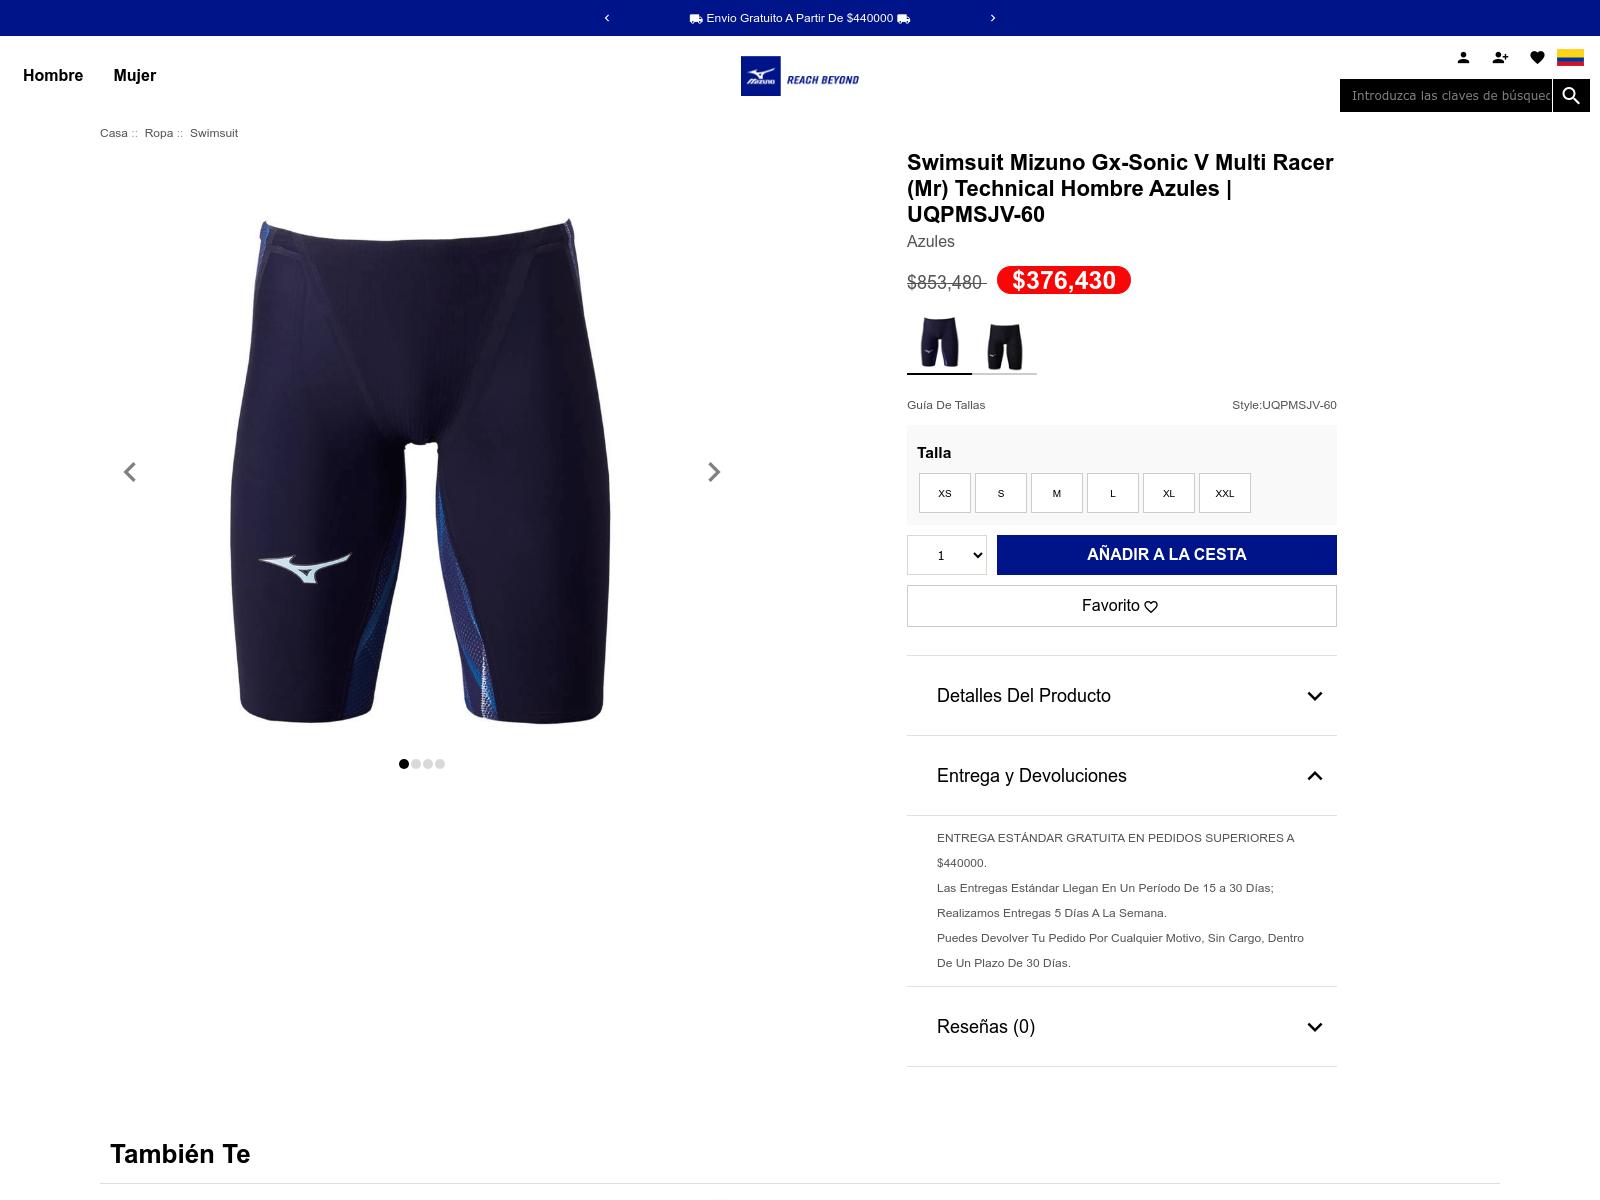 Envio Gratuito A Partir De $440000
Hombre
Mujer
MIZUNO
REACH BEYOND
Introduzca las claves de búsqued
Casa :: Ropa :: Swimsuit
Swimsuit Mizuno Gx-Sonic V Multi Racer
(Mr) Technical Hombre Azules |
UQPMSJV-60
Azules
$853,480 $376,430
Guía De Tallas
Style:UQPMSJV-60
Talla
XS S M L XL XXL
1
AÑADIR A LA CESTA
Favorito
Detalles Del Producto
Entrega y Devoluciones
ENTREGA ESTÁNDAR GRATUITA EN PEDIDOS SUPERIORES A
$440000.
Las Entregas Estándar Llegan En Un Período De 15 a 30 Días;
Realizamos Entregas 5 Días A La Semana.
Puedes Devolver Tu Pedido Por Cualquier Motivo, Sin Cargo, Dentro
De Un Plazo De 30 Días.
Reseñas (0)
También Te